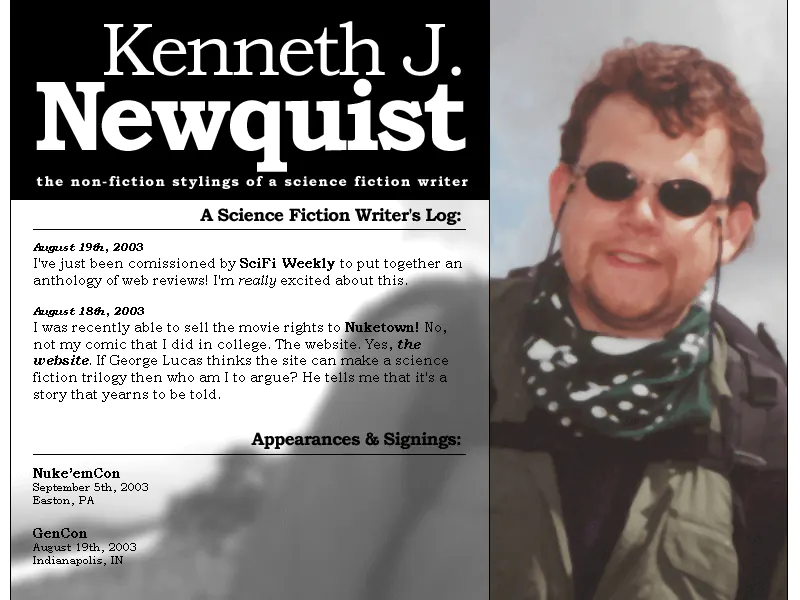 Kenneth J.
Newquist
the non-fiction stylings of a science fiction writer
A Science Fiction Writer's Log:
August 19th, 2003
I've just been comissioned by SciFi Weekly to put together an
anthology of web reviews! I'm really excited about this.
August 18th, 2003
I was recently able to sell the movie rights to Nuketown! No,
not my comic that I did in college. The website. Yes, the
website. If George Lucas thinks the site can make a science
fiction trilogy then who am I to argue? He tells me that it's a
story that yearns to be told.
Appearances & Signings:
Nuke'emCon
September 5th, 2003
Easton, PA
GenCon
August 19th, 2003
Indianapolis, IN